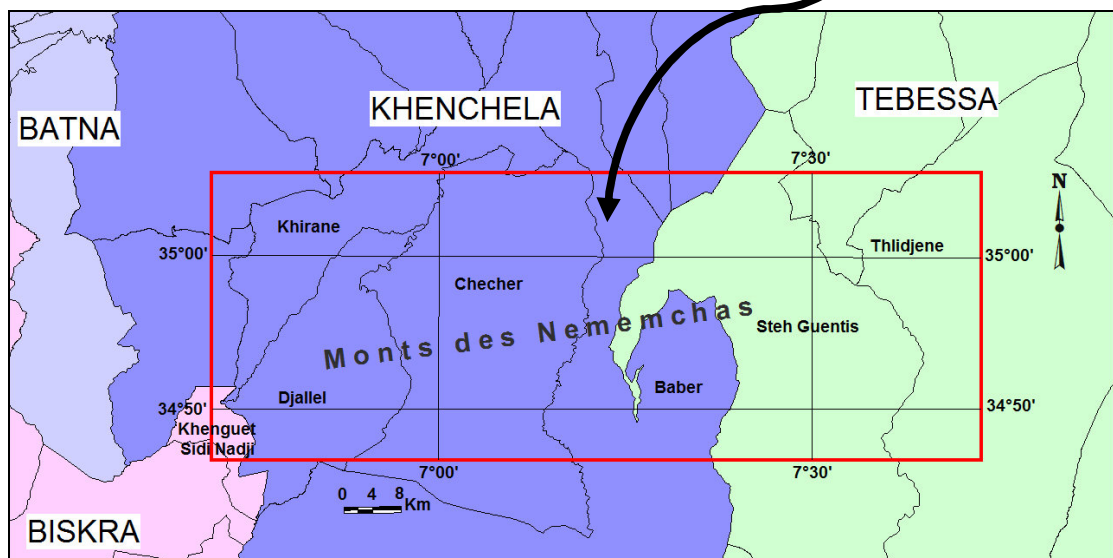 KHENCHELA
TEBESSA
BATNA
7°00'
7°30'
N
Khirane
Thlidjene
35°00'
35°00'
Checher
Monts des Nememchas
Steh Guentis
Baber
Djallel
34°50'
34°50'
Khenguet
Sidi Nadji
7°00'
7°30'
0 4 8
Km
BISKRA